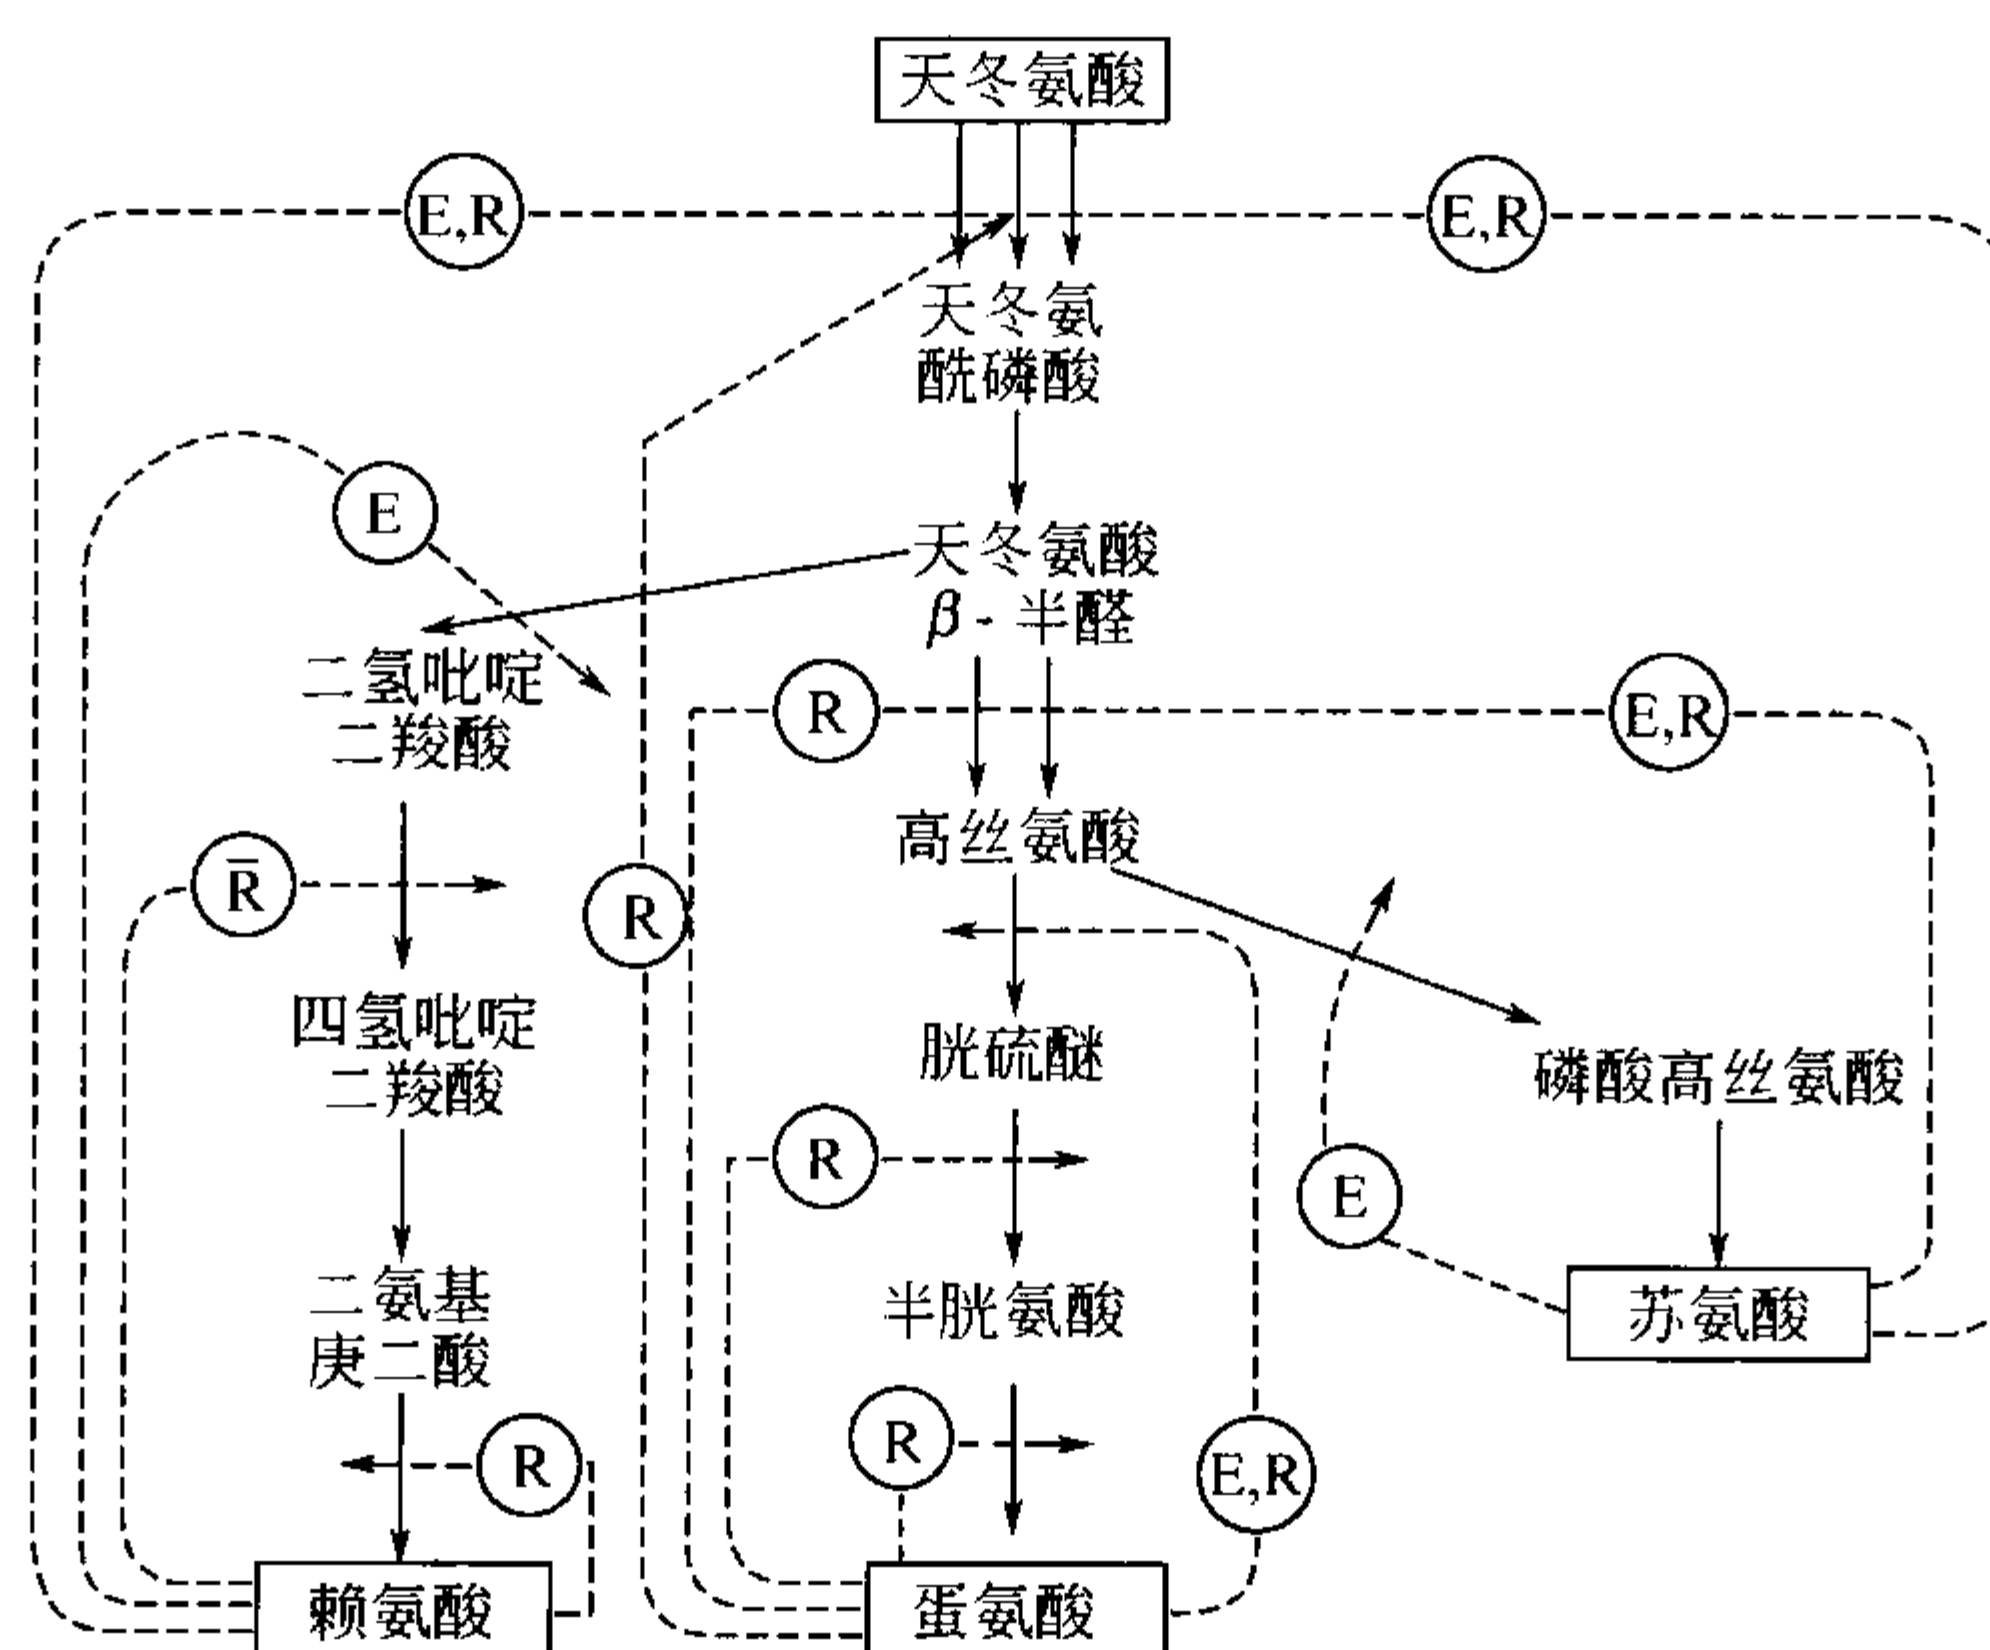 天冬氨酸
E,R
E,R
天冬氨
酰磷酸
E
天冬氨酸
β-半醛
二氢吡啶
二羧酸
R
E,R
高丝氨酸
R̄
R
四氢吡啶
二羧酸
胱硫醚
磷酸高丝氨酸
R
E
二氨基
庚二酸
半胱氨酸
苏氨酸
R
R
E,R
赖氨酸
蛋氨酸